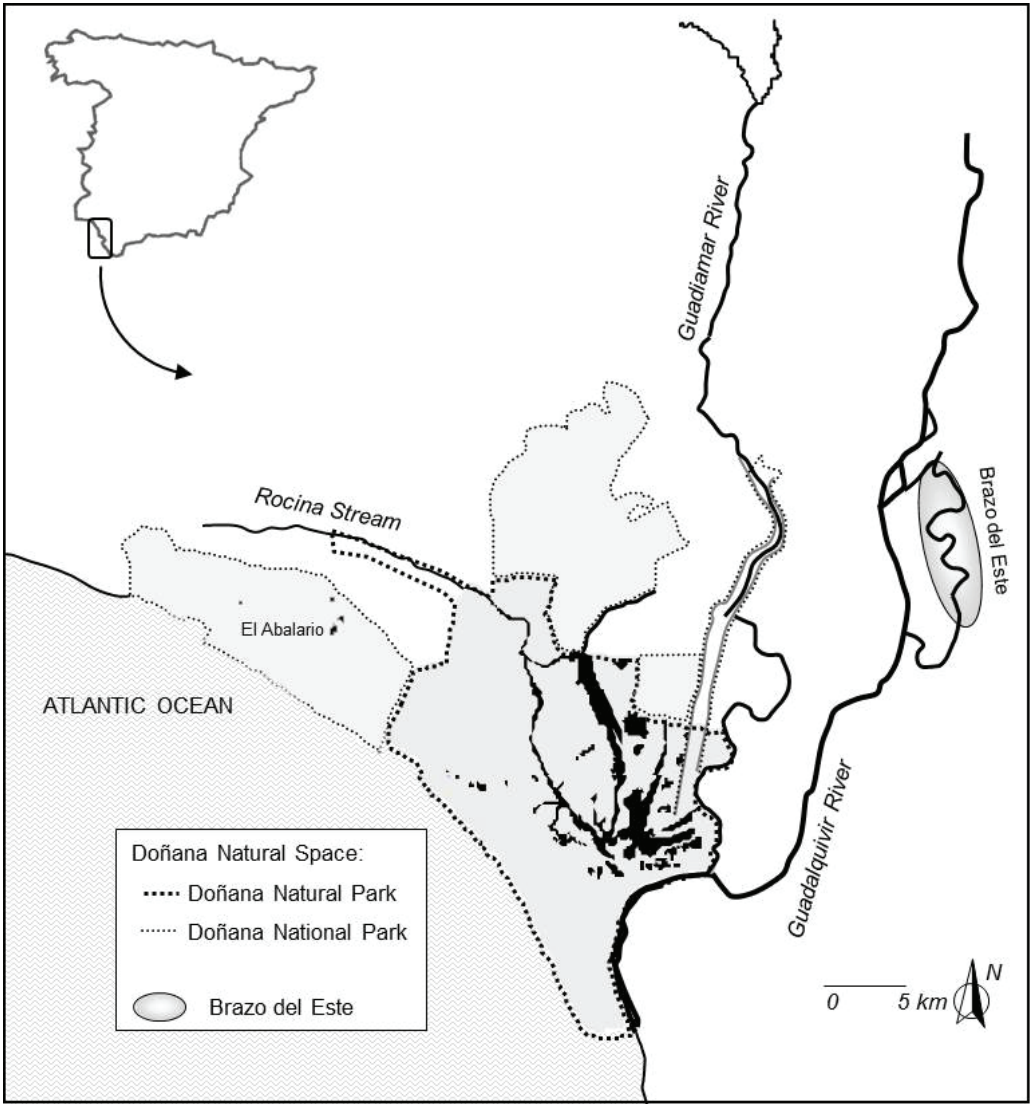 Guadiamar River
Brazo del Este
Rocina Stream
El Abalario
ATLANTIC OCEAN
Guadalquivir River
Doñana Natural Space:
Doñana Natural Park
Doñana National Park
Brazo del Este
0 5 km
N